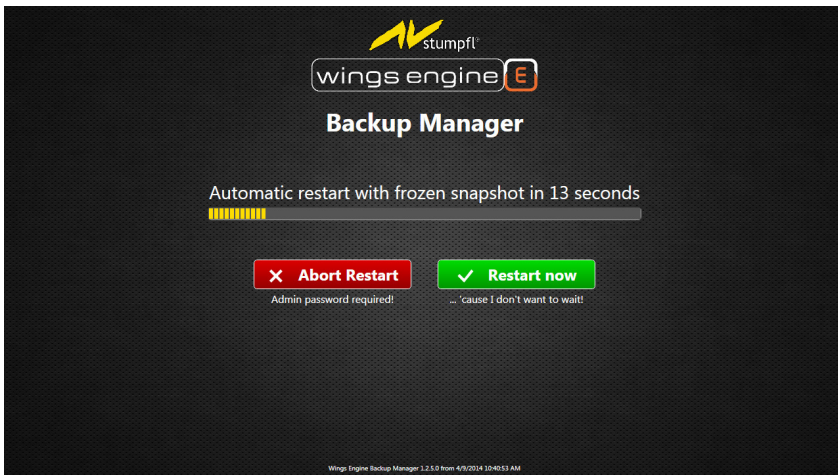 AV
stumpfl®
wings engine E
Backup Manager
Automatic restart with frozen snapshot in 13 seconds
Abort Restart
Restart now
Admin password required!
... 'cause I don't want to wait!
Wings Engine Backup Manager 1.2.5.0 from 4/9/2014 10:40:53 AM